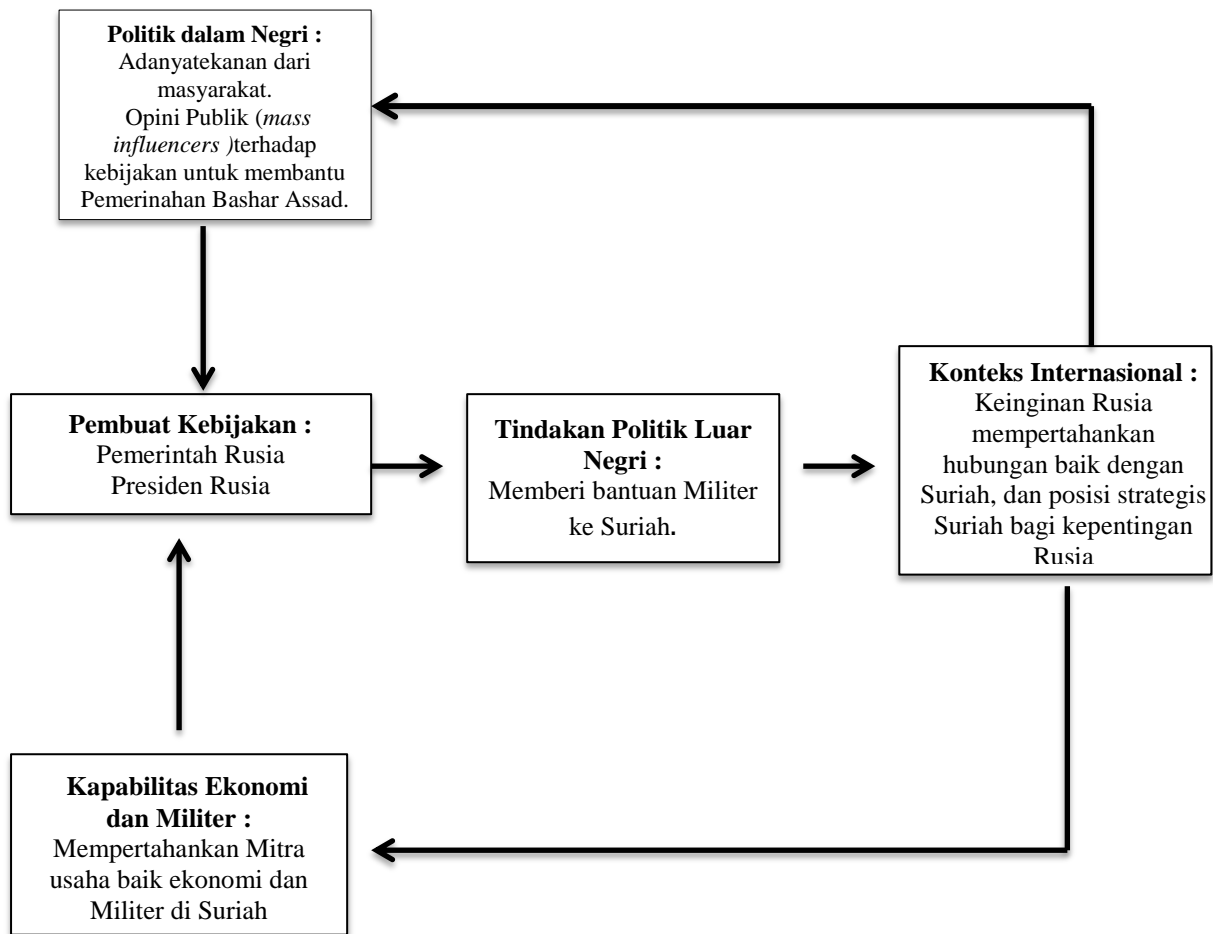 Politik dalam Negri :
Adanyatekanan dari
masyarakat.
Opini Publik (mass
influencers )terhadap
kebijakan untuk membantu
Pemerinahan Bashar Assad.
Pembuat Kebijakan :
Pemerintah Rusia
Presiden Rusia
Tindakan Politik Luar
Negri :
Memberi bantuan Militer
ke Suriah.
Konteks Internasional :
Keinginan Rusia
mempertahankan
hubungan baik dengan
Suriah, dan posisi strategis
Suriah bagi kepentingan
Rusia
Kapabilitas Ekonomi
dan Militer :
Mempertahankan Mitra
usaha baik ekonomi dan
Militer di Suriah